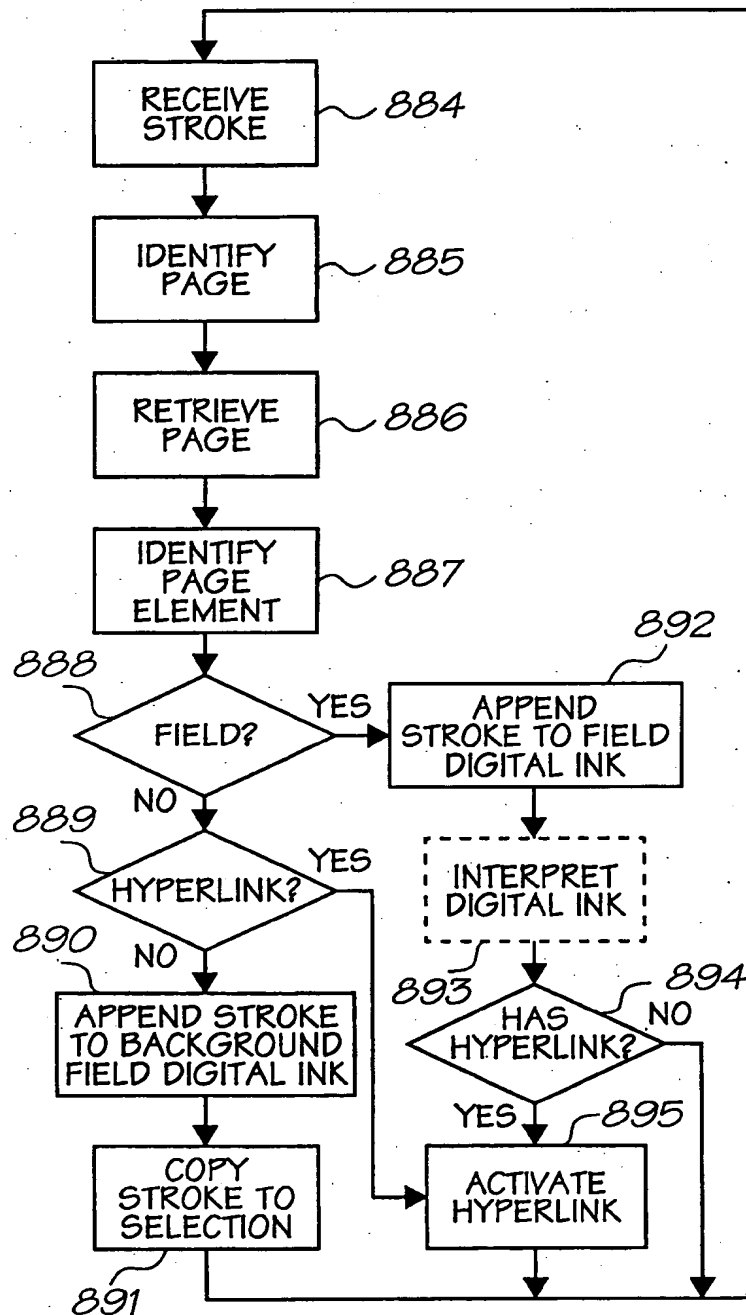 RECEIVE
STROKE
884
IDENTIFY
PAGE
885
RETRIEVE
PAGE
886
IDENTIFY
PAGE
ELEMENT
887
888
FIELD?
YES
NO
892
APPEND
STROKE TO FIELD
DIGITAL INK
889
HYPERLINK?
YES
NO
INTERPRET
DIGITAL INK
893
890
APPEND STROKE
TO BACKGROUND
FIELD DIGITAL INK
894
HAS
HYPERLINK?
NO
YES
895
COPY
STROKE TO
SELECTION
891
ACTIVATE
HYPERLINK